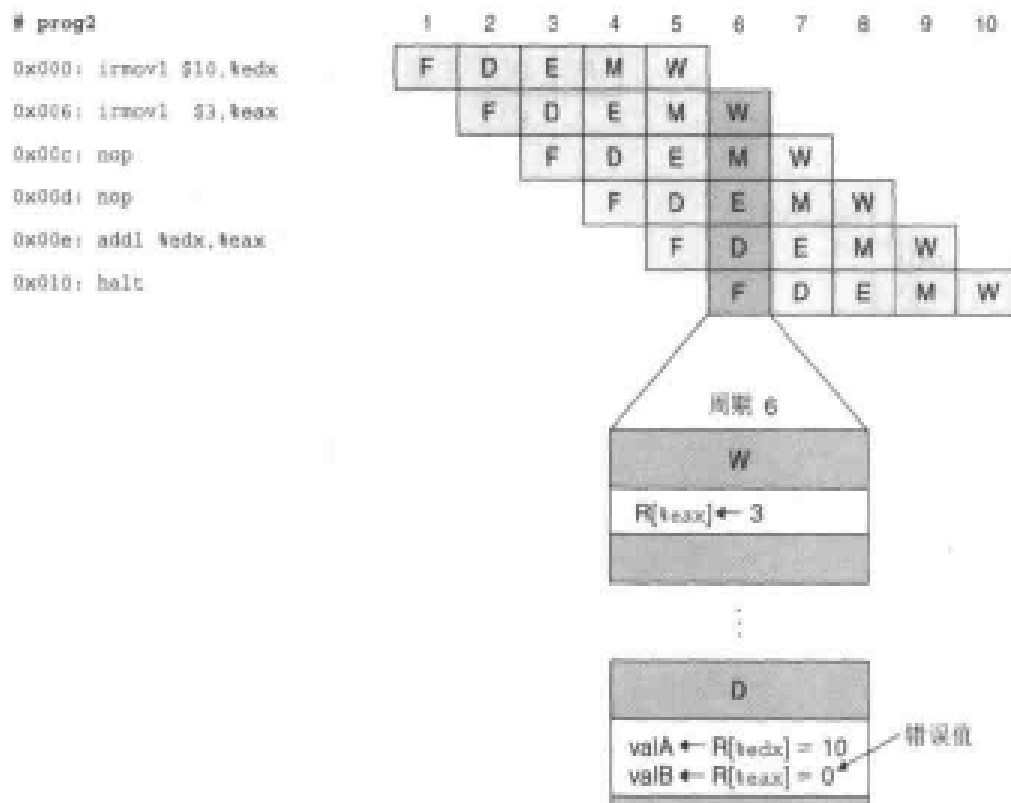 # prog2
1 2 3 4 5 6 7 8 9 10
0x000: irmovl $10,%edx F D E M W
0x006: irmovl $3,%eax F D E M W
0x00c: nop F D E M W
0x00d: nop F D E M W
0x00e: addl %edx,%eax F D E M W
0x010: halt F D E M W
周期 6
W
R[%eax] ← 3
⋮
D
valA ← R[%edx] = 10
valB ← R[%eax] = 0
错误值